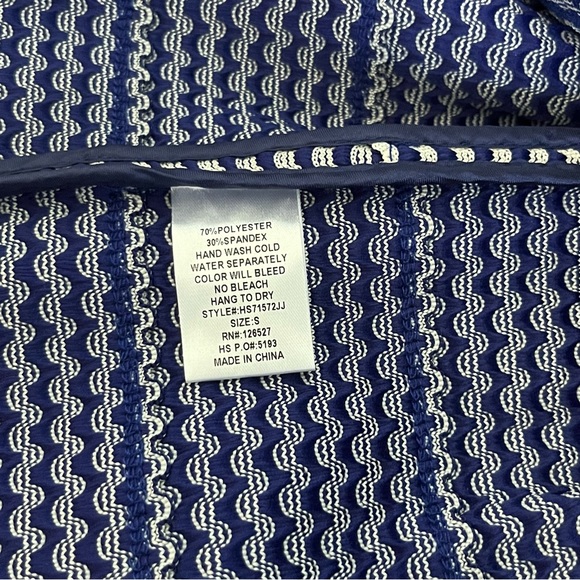 70%POLYESTER
30%SPANDEX
HAND WASH COLD
WATER SEPARATELY
COLOR WILL BLEED
NO BLEACH
HANG TO DRY
STYLE#:HS71572JJ
SIZE:S
RN#:126527
HS P.O#:5193
MADE IN CHINA